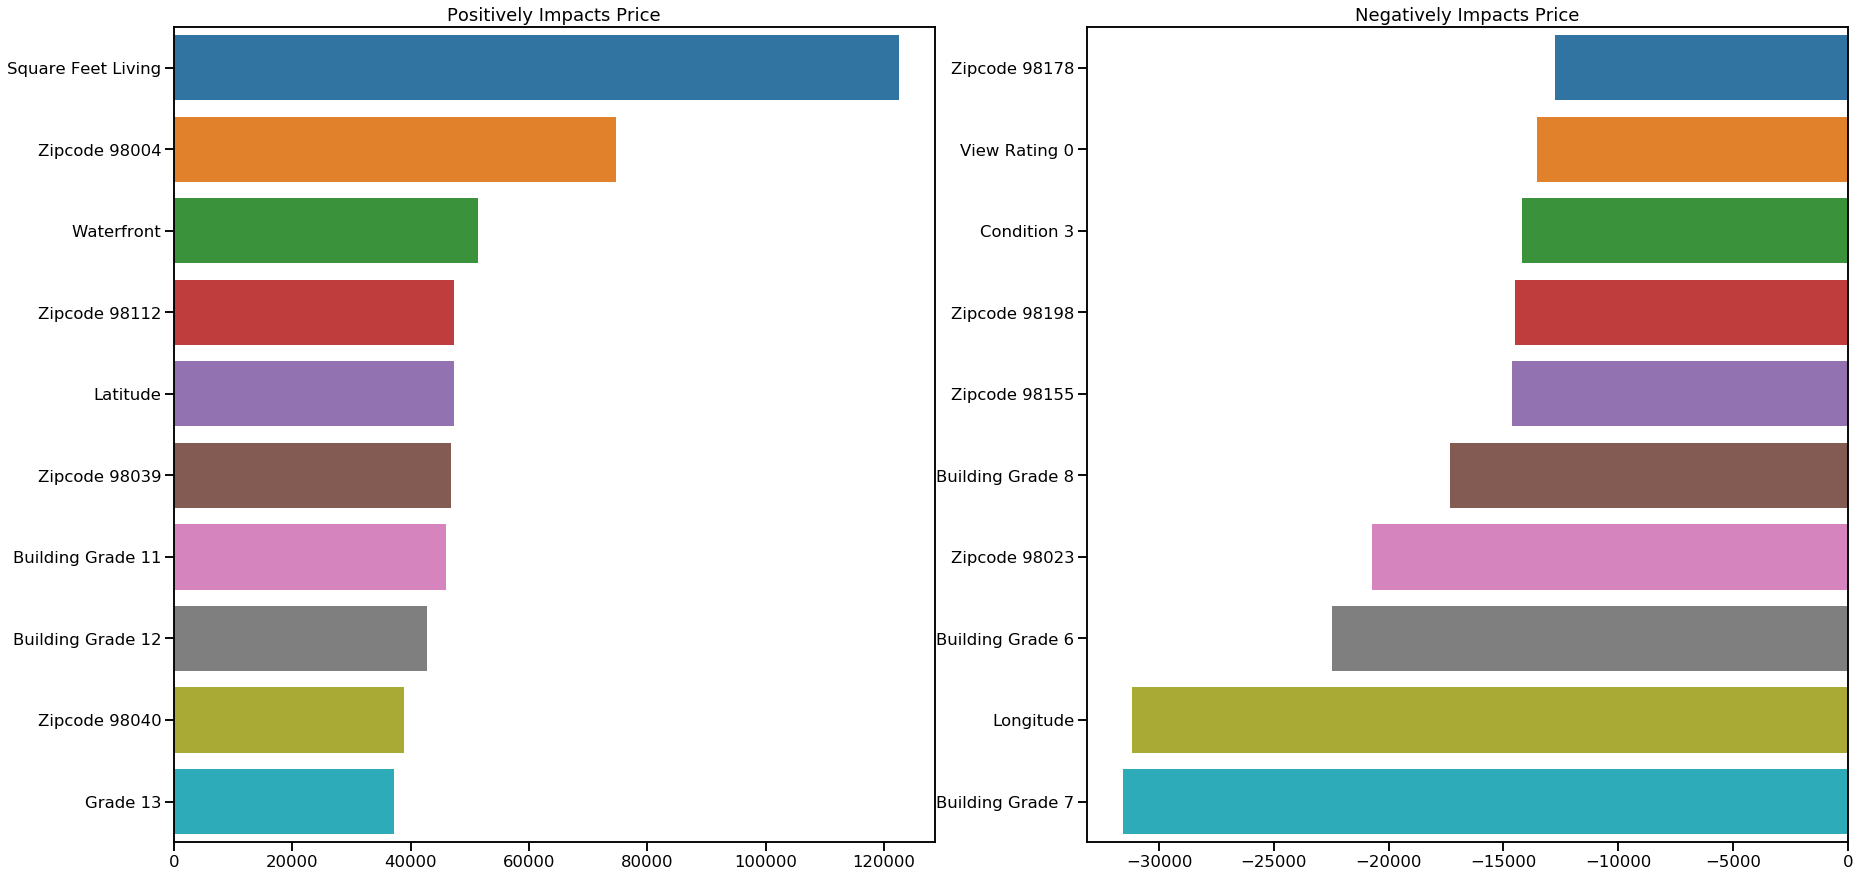 Positively Impacts Price
Square Feet Living
Zipcode 98004
Waterfront
Zipcode 98112
Latitude
Zipcode 98039
Building Grade 11
Building Grade 12
Zipcode 98040
Grade 13
0 20000 40000 60000 80000 100000 120000
Negatively Impacts Price
Zipcode 98178
View Rating 0
Condition 3
Zipcode 98198
Zipcode 98155
Building Grade 8
Zipcode 98023
Building Grade 6
Longitude
Building Grade 7
−30000 −25000 −20000 −15000 −10000 −5000 0